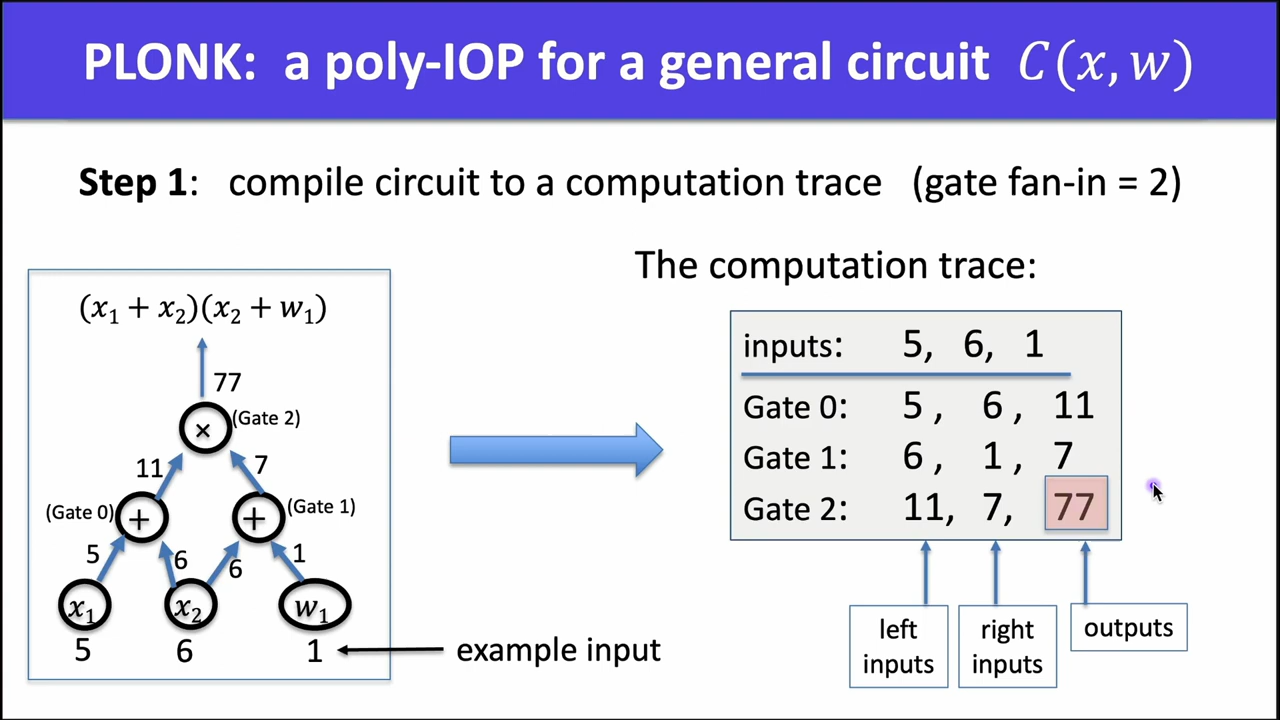 PLONK: a poly-IOP for a general circuit C(x, w)
Step 1: compile circuit to a computation trace (gate fan-in = 2)
The computation trace:
(x₁ + x₂)(x₂ + w₁)
77
× (Gate 2)
11 7
(Gate 0) + + (Gate 1)
5 6 6 1
x₁ x₂ w₁
5 6 1 example input
inputs: 5, 6, 1
Gate 0: 5 , 6 , 11
Gate 1: 6 , 1 , 7
Gate 2: 11, 7, 77
left
inputs
right
inputs
outputs